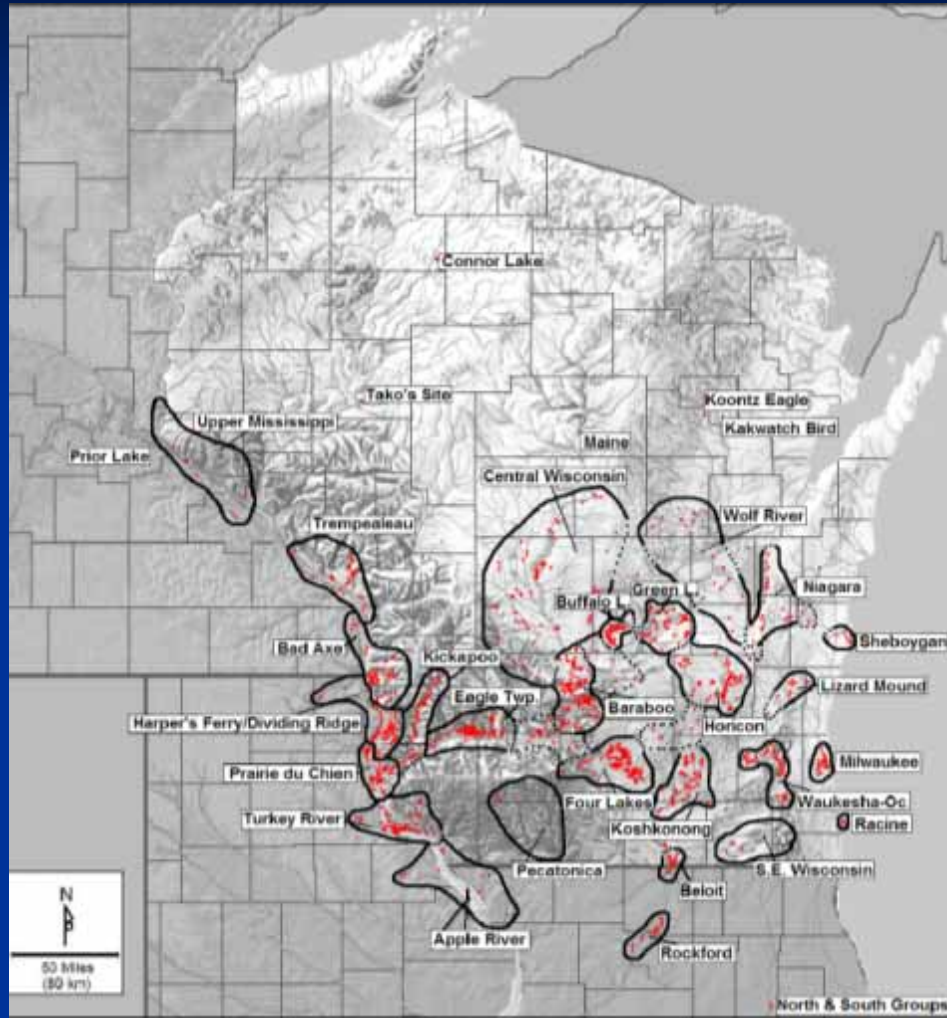 Connor Lake
Tako's Site
Koontz Eagle
Upper Mississippi
Kakwatch Bird
Maine
Prior Lake
Central Wisconsin
Wolf River
Trempealeau
Green L.
Niagara
Buffalo L.
Sheboygan
Bad Axe
Kickapoo
Lizard Mound
Eagle Twp.
Baraboo
Harper's Ferry/Dividing Ridge
Horicon
Milwaukee
Prairie du Chien
Four Lakes
Waukesha-Oc
Turkey River
Racine
Koshkonong
Pecatonica
S.E. Wisconsin
Beloit
N
Apple River
Rockford
50 Miles
(80 km)
North & South Groups